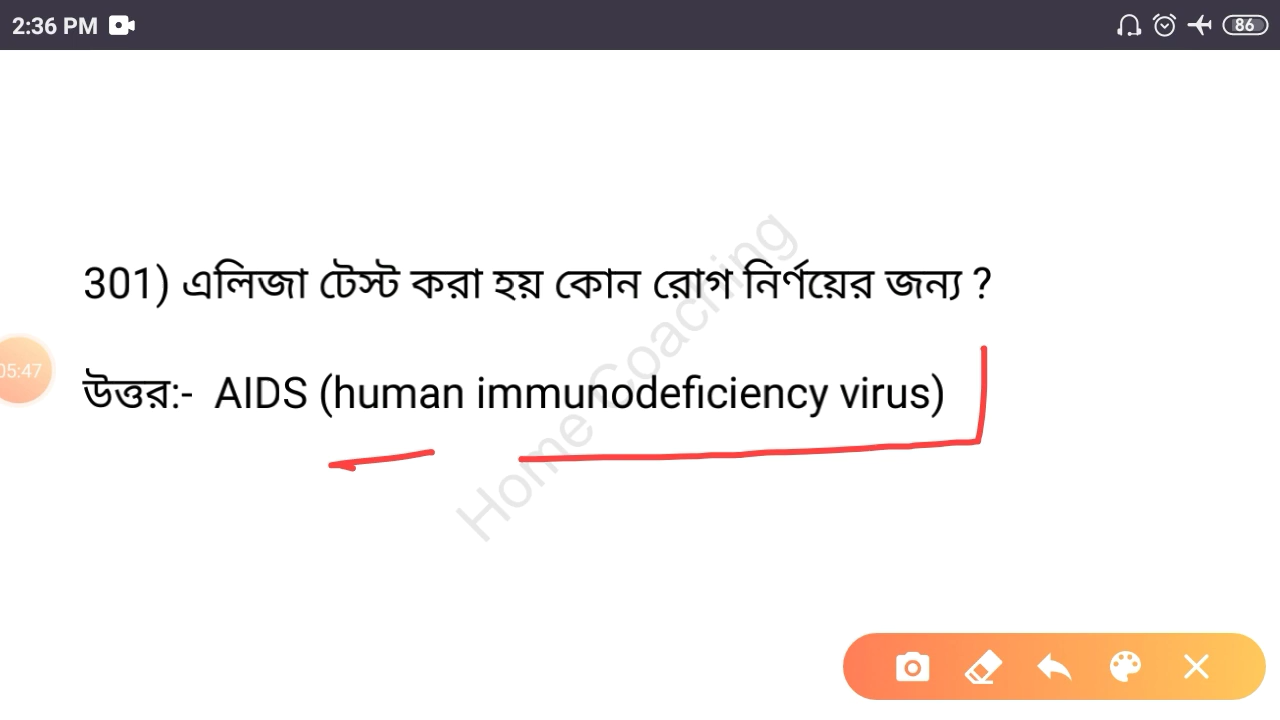 2:36 PM
86
301) এলিজা টেস্ট করা হয় কোন রোগ নির্ণয়ের জন্য ?
05:47
উত্তর:- AIDS (human immunodeficiency virus)
Home Coaching